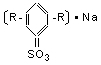 [R- -R] • Na
SO3